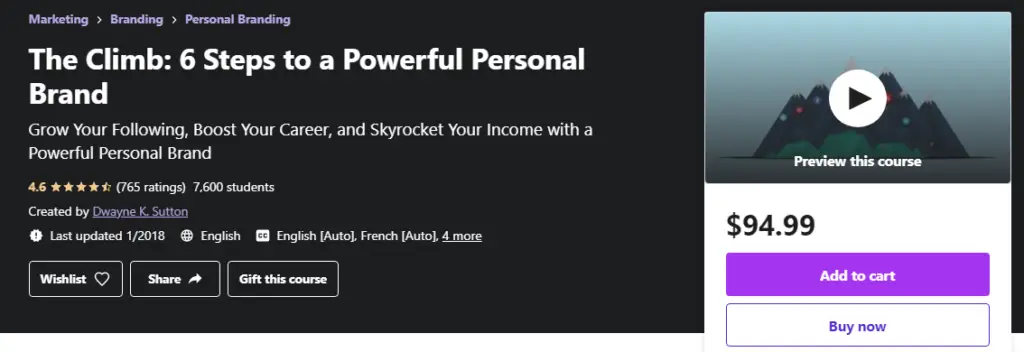 Marketing > Branding > Personal Branding
The Climb: 6 Steps to a Powerful Personal
Brand
Grow Your Following, Boost Your Career, and Skyrocket Your Income with a
Powerful Personal Brand
4.6 (765 ratings) 7,600 students
Created by Dwayne K. Sutton
Last updated 1/2018 English CC English [Auto], French [Auto], 4 more
Wishlist Share Gift this course
Preview this course
$94.99
Add to cart
Buy now